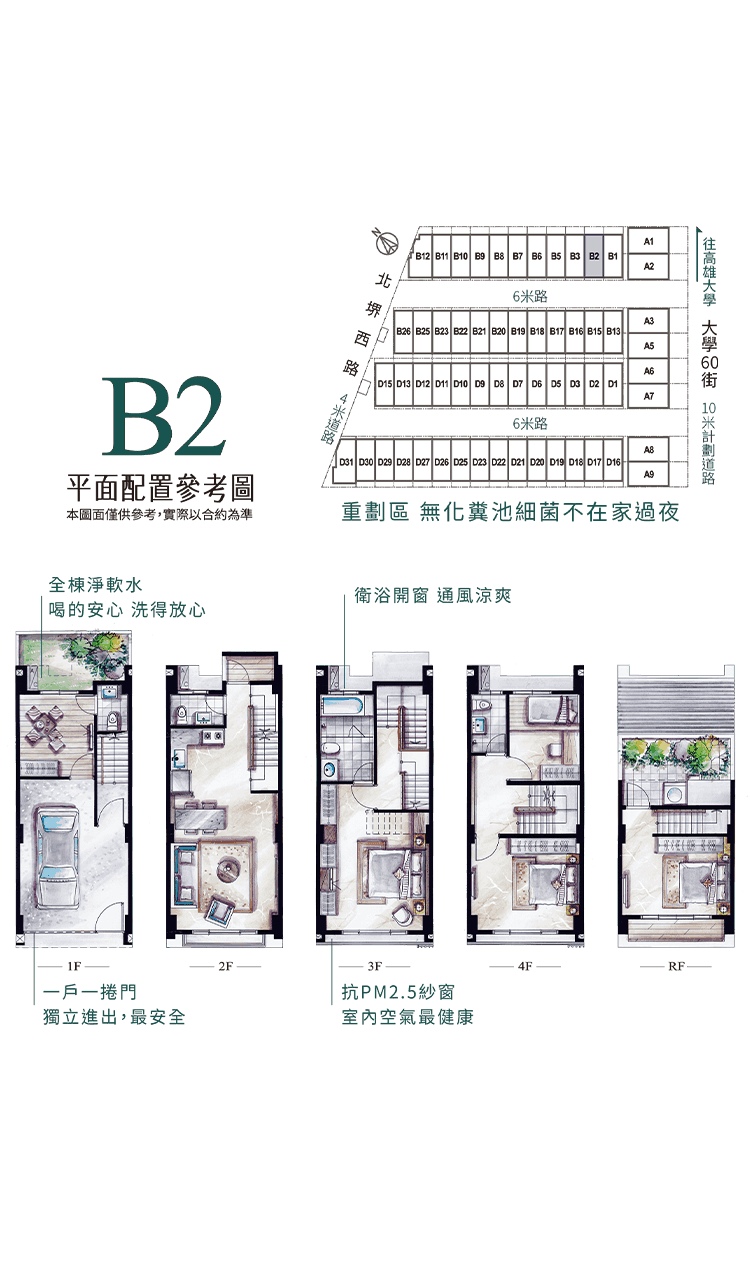 B2
平面配置參考圖
本圖面僅供參考,實際以合約為準
N
北堺西路
4米道路
B12 B11 B10 B9 B8 B7 B6 B5 B3 B2 B1
A1
A2
6米路
B26 B25 B23 B22 B21 B20 B19 B18 B17 B16 B15 B13
A3
A5
D15 D13 D12 D11 D10 D9 D8 D7 D6 D5 D3 D2 D1
A6
A7
6米路
D31 D30 D29 D28 D27 D26 D25 D23 D22 D21 D20 D19 D18 D17 D16
A8
A9
往高雄大學
大學60街
10米計劃道路
重劃區 無化糞池細菌不在家過夜
全棟淨軟水
喝的安心 洗得放心
衛浴開窗 通風涼爽
1F
2F
3F
4F
RF
一戶一捲門
獨立進出,最安全
抗PM2.5紗窗
室內空氣最健康